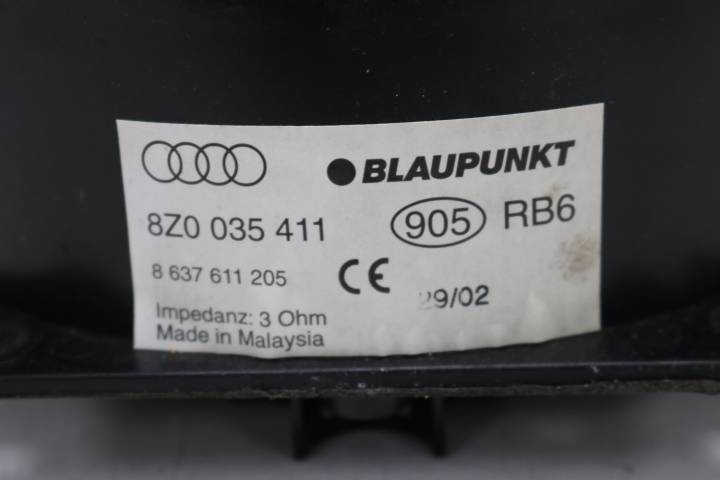 BLAUPUNKT
8Z0 035 411
905 RB6
8 637 611 205
CE
29/02
Impedanz: 3 Ohm
Made in Malaysia